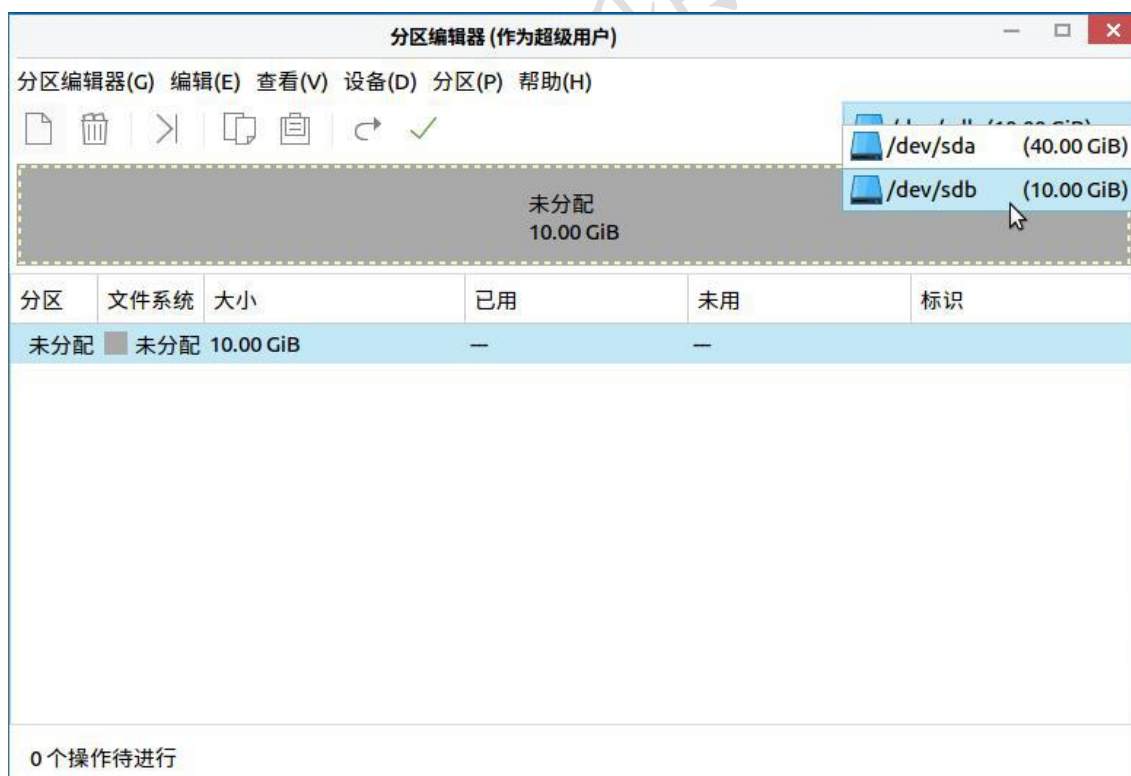 分区编辑器 (作为超级用户)
分区编辑器(G) 编辑(E) 查看(V) 设备(D) 分区(P) 帮助(H)
/dev/sda (40.00 GiB)
/dev/sdb (10.00 GiB)
未分配
10.00 GiB
分区 文件系统 大小 已用 未用 标识
未分配 未分配 10.00 GiB --- ---
0 个操作待进行